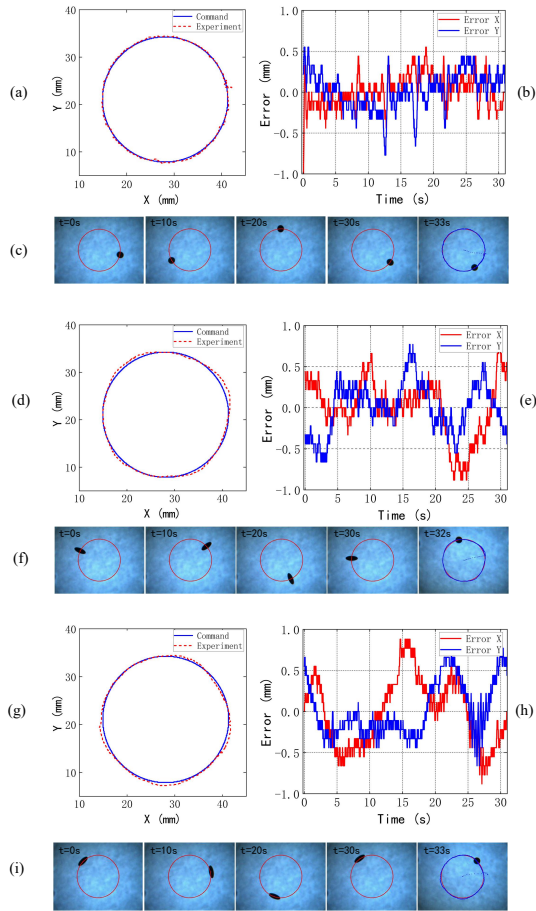 (a)
40
30
20
10
Y (mm)
Command
Experiment
10 20 30 40
X (mm)
(b)
1.0
0.5
0.0
-0.5
-1.0
Error (mm)
Error X
Error Y
0 5 10 15 20 25 30
Time (s)
(c)
t=0s t=10s t=20s t=30s t=33s
(d)
40
30
20
10
Y (mm)
Command
Experiment
10 20 30 40
X (mm)
(e)
1.0
0.5
0.0
-0.5
-1.0
Error (mm)
Error X
Error Y
0 5 10 15 20 25 30
Time (s)
(f)
t=0s t=10s t=20s t=30s t=32s
(g)
40
30
20
10
Y (mm)
Command
Experiment
10 20 30 40
X (mm)
(h)
1.0
0.5
0.0
-0.5
-1.0
Error (mm)
Error X
Error Y
0 5 10 15 20 25 30
Time (s)
(i)
t=0s t=10s t=20s t=30s t=33s